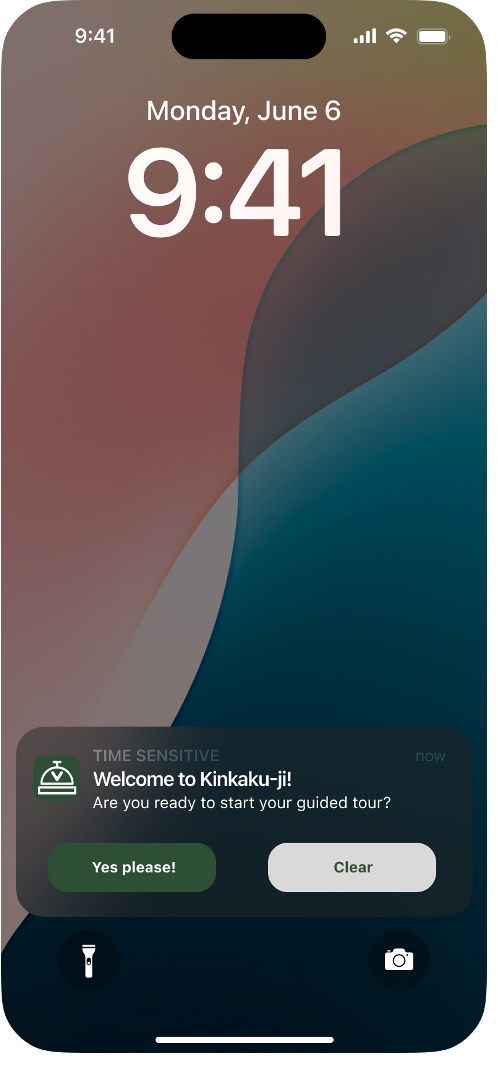 9:41
Monday, June 6
9:41
TIME SENSITIVE
now
Welcome to Kinkaku-ji!
Are you ready to start your guided tour?
Yes please!
Clear